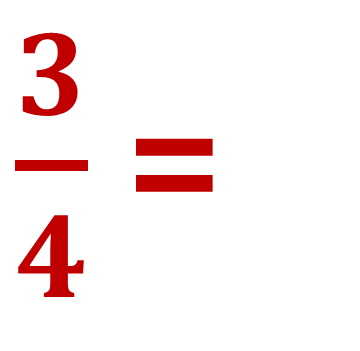 3/4 =